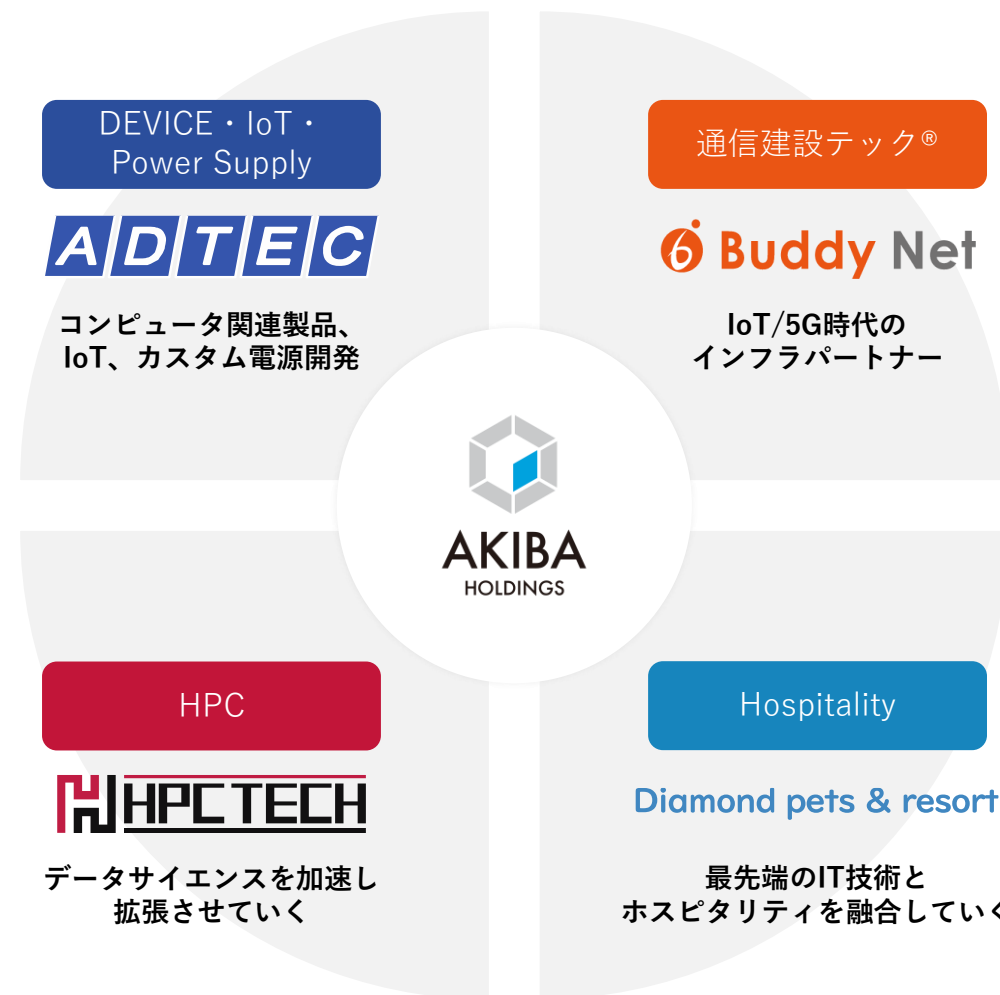 DEVICE・IoT・
Power Supply
ADTEC
コンピュータ関連製品、
IoT、カスタム電源開発
通信建設テック®
Buddy Net
IoT/5G時代の
インフラパートナー
AKIBA
HOLDINGS
HPC
HPCTECH
データサイエンスを加速し
拡張させていく
Hospitality
Diamond pets & resort
最先端のIT技術と
ホスピタリティを融合していく